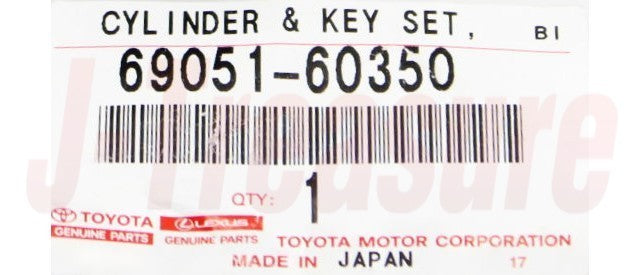 CYLINDER & KEY SET, BI
69051-60350
J-Treasure
QTY: 1
TOYOTA LEXUS
GENUINE PARTS GENUINE PARTS TOYOTA MOTOR CORPORATION
MADE IN JAPAN 17